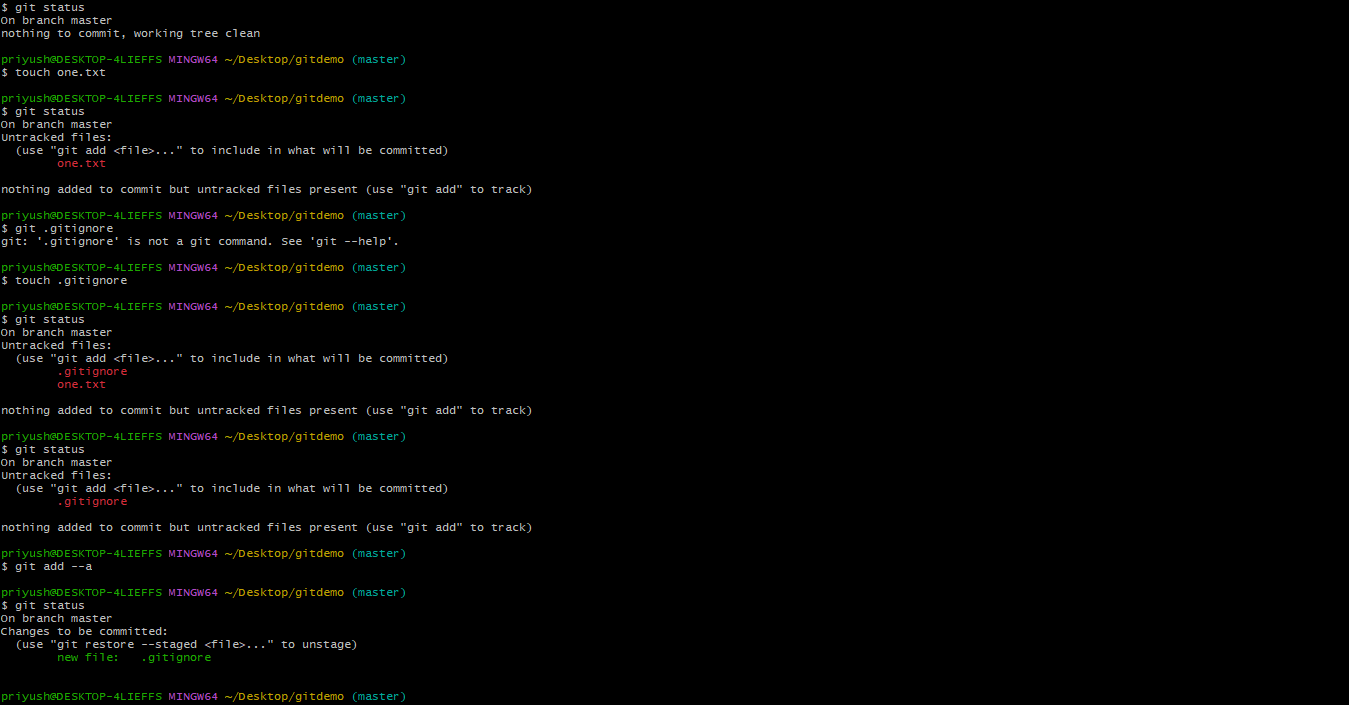 $ git status
On branch master
nothing to commit, working tree clean
priyush@DESKTOP-4LIEFFS MINGW64 ~/Desktop/gitdemo (master)
$ touch one.txt
priyush@DESKTOP-4LIEFFS MINGW64 ~/Desktop/gitdemo (master)
$ git status
On branch master
Untracked files:
  (use "git add <file>..." to include in what will be committed)
        one.txt
nothing added to commit but untracked files present (use "git add" to track)
priyush@DESKTOP-4LIEFFS MINGW64 ~/Desktop/gitdemo (master)
$ git .gitignore
git: '.gitignore' is not a git command. See 'git --help'.
priyush@DESKTOP-4LIEFFS MINGW64 ~/Desktop/gitdemo (master)
$ touch .gitignore
priyush@DESKTOP-4LIEFFS MINGW64 ~/Desktop/gitdemo (master)
$ git status
On branch master
Untracked files:
  (use "git add <file>..." to include in what will be committed)
        .gitignore
        one.txt
nothing added to commit but untracked files present (use "git add" to track)
priyush@DESKTOP-4LIEFFS MINGW64 ~/Desktop/gitdemo (master)
$ git status
On branch master
Untracked files:
  (use "git add <file>..." to include in what will be committed)
        .gitignore
nothing added to commit but untracked files present (use "git add" to track)
priyush@DESKTOP-4LIEFFS MINGW64 ~/Desktop/gitdemo (master)
$ git add --a
priyush@DESKTOP-4LIEFFS MINGW64 ~/Desktop/gitdemo (master)
$ git status
On branch master
Changes to be committed:
  (use "git restore --staged <file>..." to unstage)
        new file:   .gitignore
priyush@DESKTOP-4LIEFFS MINGW64 ~/Desktop/gitdemo (master)